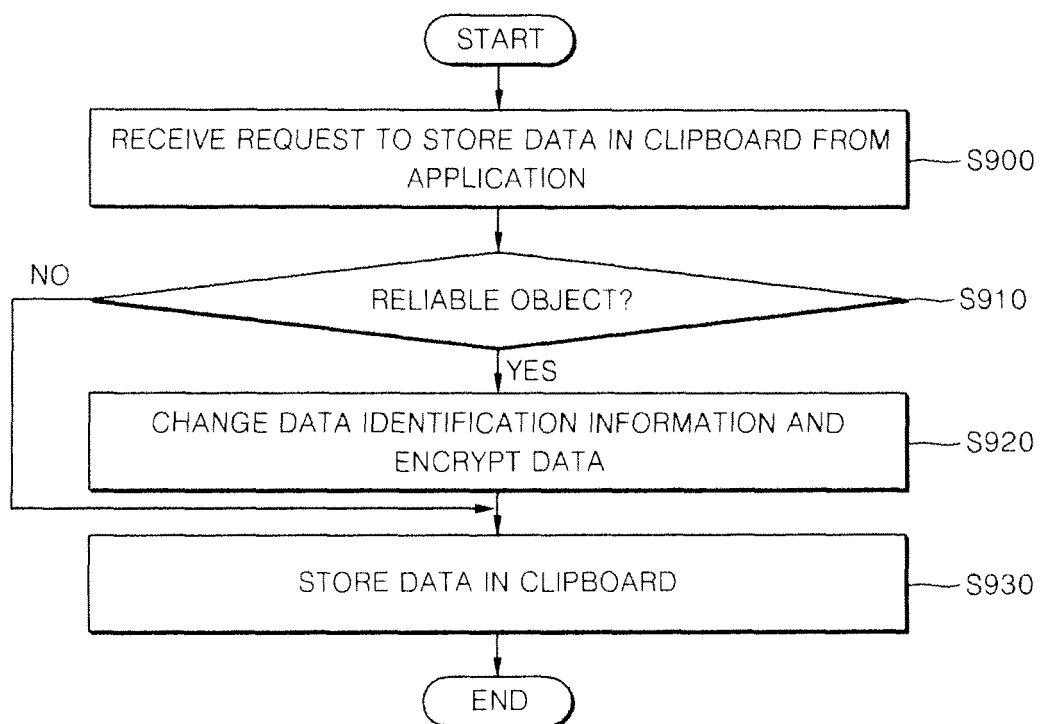 START
RECEIVE REQUEST TO STORE DATA IN CLIPBOARD FROM
APPLICATION
S900
NO
RELIABLE OBJECT?
S910
YES
CHANGE DATA IDENTIFICATION INFORMATION AND
ENCRYPT DATA
S920
STORE DATA IN CLIPBOARD
S930
END